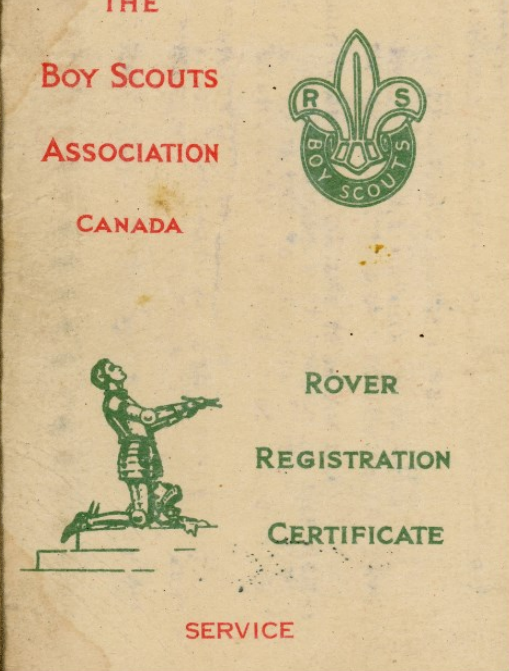 THE
BOY SCOUTS
ASSOCIATION
CANADA
R S
BOY SCOUTS
ROVER
REGISTRATION
CERTIFICATE
SERVICE